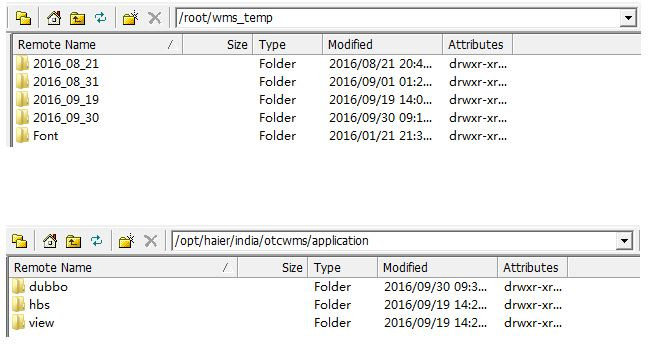 /root/wms_temp
Remote Name / Size Type Modified Attributes
2016_08_21 Folder 2016/08/21 20:4... drwxr-xr...
2016_08_31 Folder 2016/09/01 01:2... drwxr-xr...
2016_09_19 Folder 2016/09/19 14:0... drwxr-xr...
2016_09_30 Folder 2016/09/30 09:1... drwxr-xr...
Font Folder 2016/01/21 21:3... drwxr-xr...
/opt/haier/india/otcwms/application
Remote Name / Size Type Modified Attributes
dubbo Folder 2016/09/30 09:3... drwxr-xr...
hbs Folder 2016/09/19 14:2... drwxr-xr...
view Folder 2016/09/19 14:2... drwxr-xr...